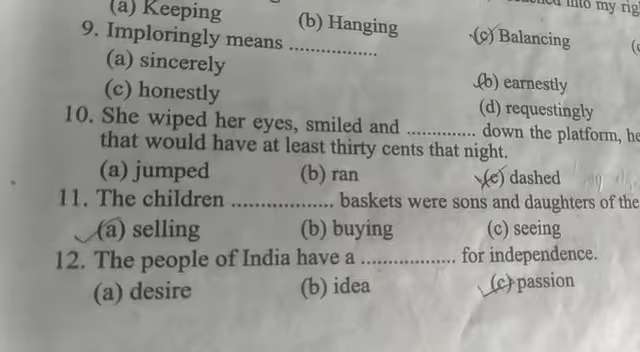 (a) Keeping (b) Hanging (c) Balancing
9. Imploringly means ..................
(a) sincerely (b) earnestly
(c) honestly (d) requestingly
10. She wiped her eyes, smiled and .............. down the platform,
that would have at least thirty cents that night.
(a) jumped (b) ran (c) dashed
11. The children .................... baskets were sons and daughters of the
(a) selling (b) buying (c) seeing
12. The people of India have a .................. for independence.
(a) desire (b) idea (c) passion